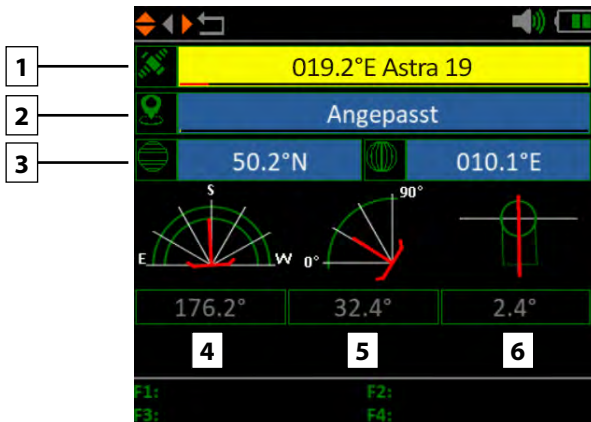 1
019.2°E Astra 19
2
Angepasst
3
50.2°N
010.1°E
S
E
W
90°
0°
176.2°
32.4°
2.4°
4
5
6
F1:
F2:
F3:
F4: